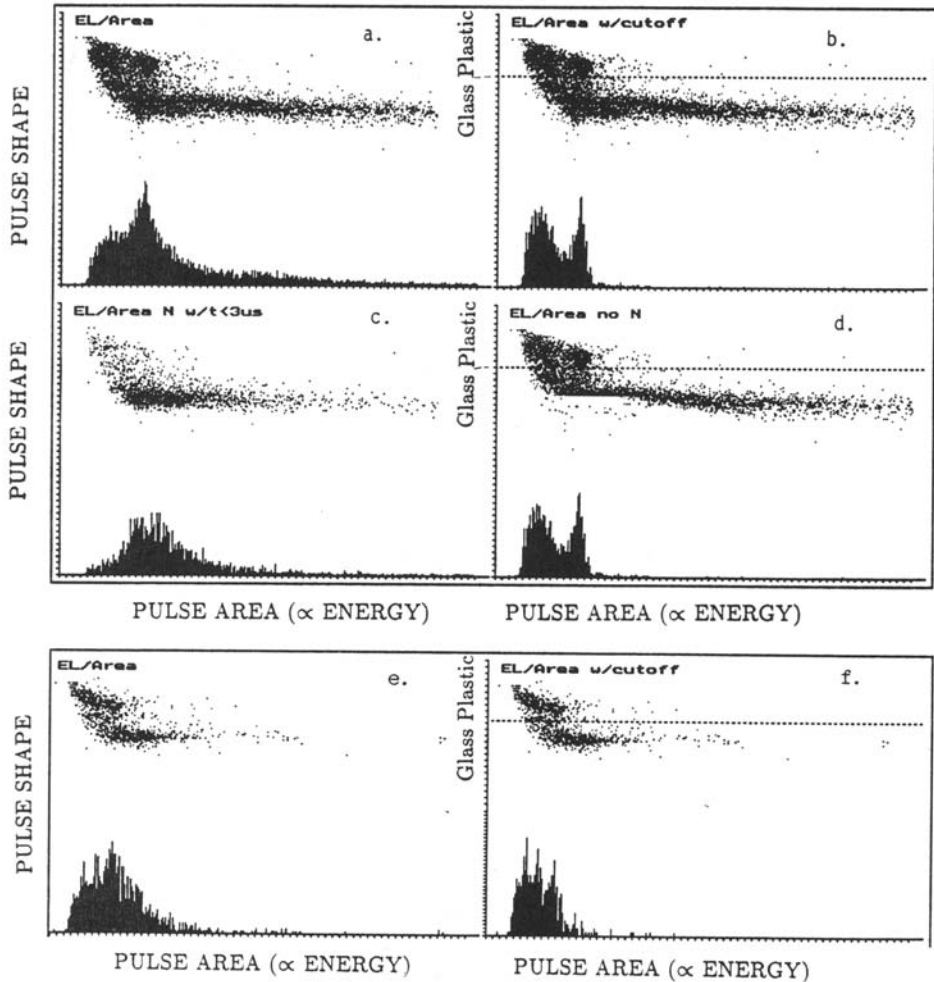 EL/Area
a.
EL/Area w/cutoff
b.
Glass Plastic
PULSE SHAPE
EL/Area N w/t<3us
c.
EL/Area no N
d.
Glass Plastic
PULSE SHAPE
PULSE AREA (∝ ENERGY)
PULSE AREA (∝ ENERGY)
EL/Area
e.
EL/Area w/cutoff
f.
Glass Plastic
PULSE SHAPE
PULSE AREA (∝ ENERGY)
PULSE AREA (∝ ENERGY)